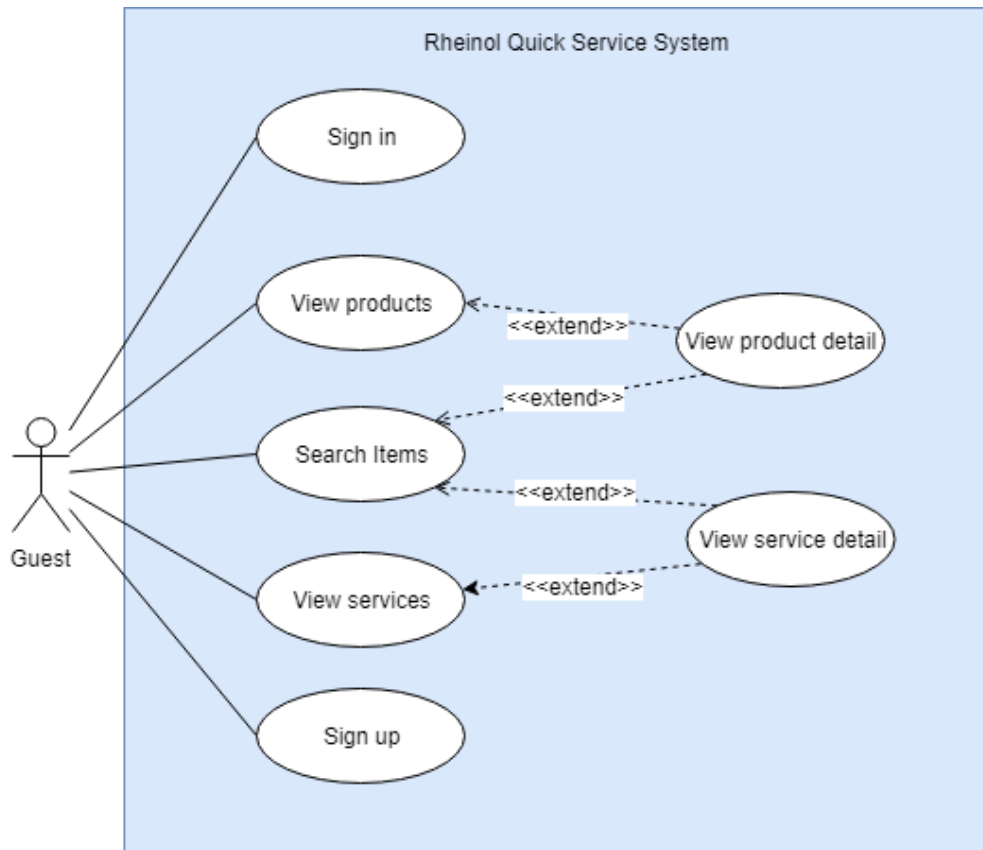 Rheinol Quick Service System
Sign in
View products
<<extend>>
View product detail
<<extend>>
Search Items
<<extend>>
View service detail
Guest
<<extend>>
View services
Sign up